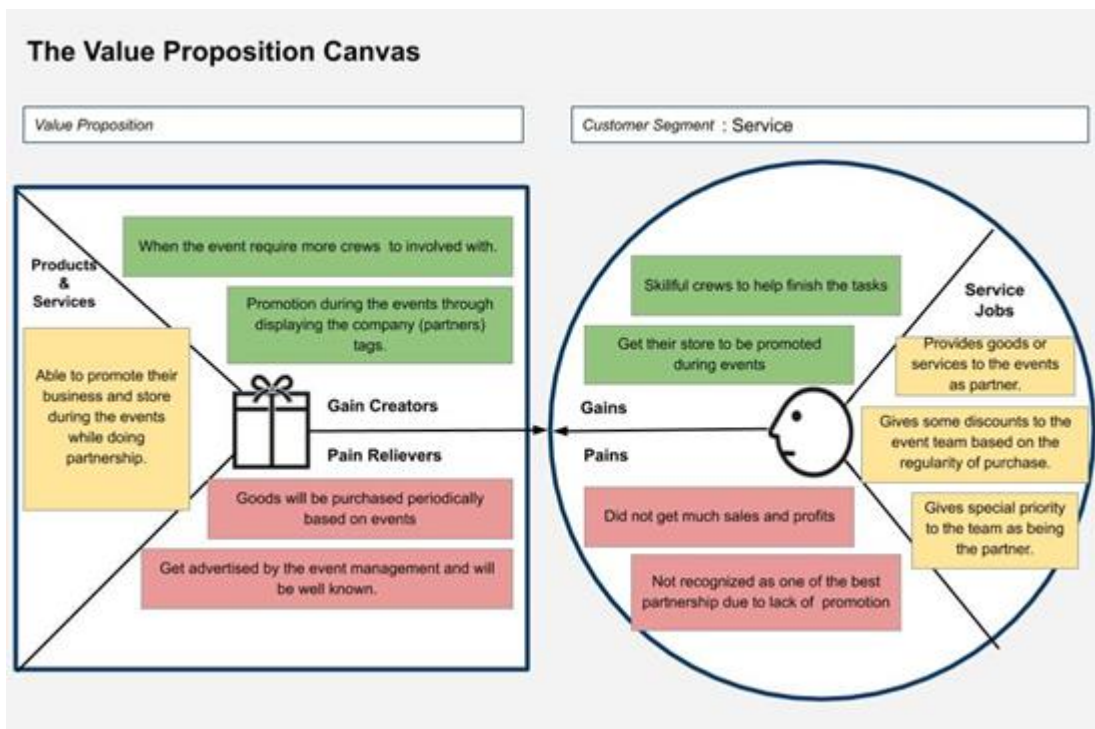 The Value Proposition Canvas
Value Proposition
Customer Segment : Service
When the event require more crews to involved with.
Products
&
Services
Promotion during the events through
displaying the company (partners)
tags.
Able to promote their
business and store
during the events
while doing
partnership.
Gain Creators
Pain Relievers
Goods will be purchased periodically
based on events
Get advertised by the event management and will
be well known.
Skillful crews to help finish the tasks
Get their store to be promoted
during events
Gains
Pains
Did not get much sales and profits
Not recognized as one of the best
partnership due to lack of promotion
Service
Jobs
Provides goods or
services to the events
as partner.
Gives some discounts to the
event team based on the
regularity of purchase.
Gives special priority
to the team as being
the partner.